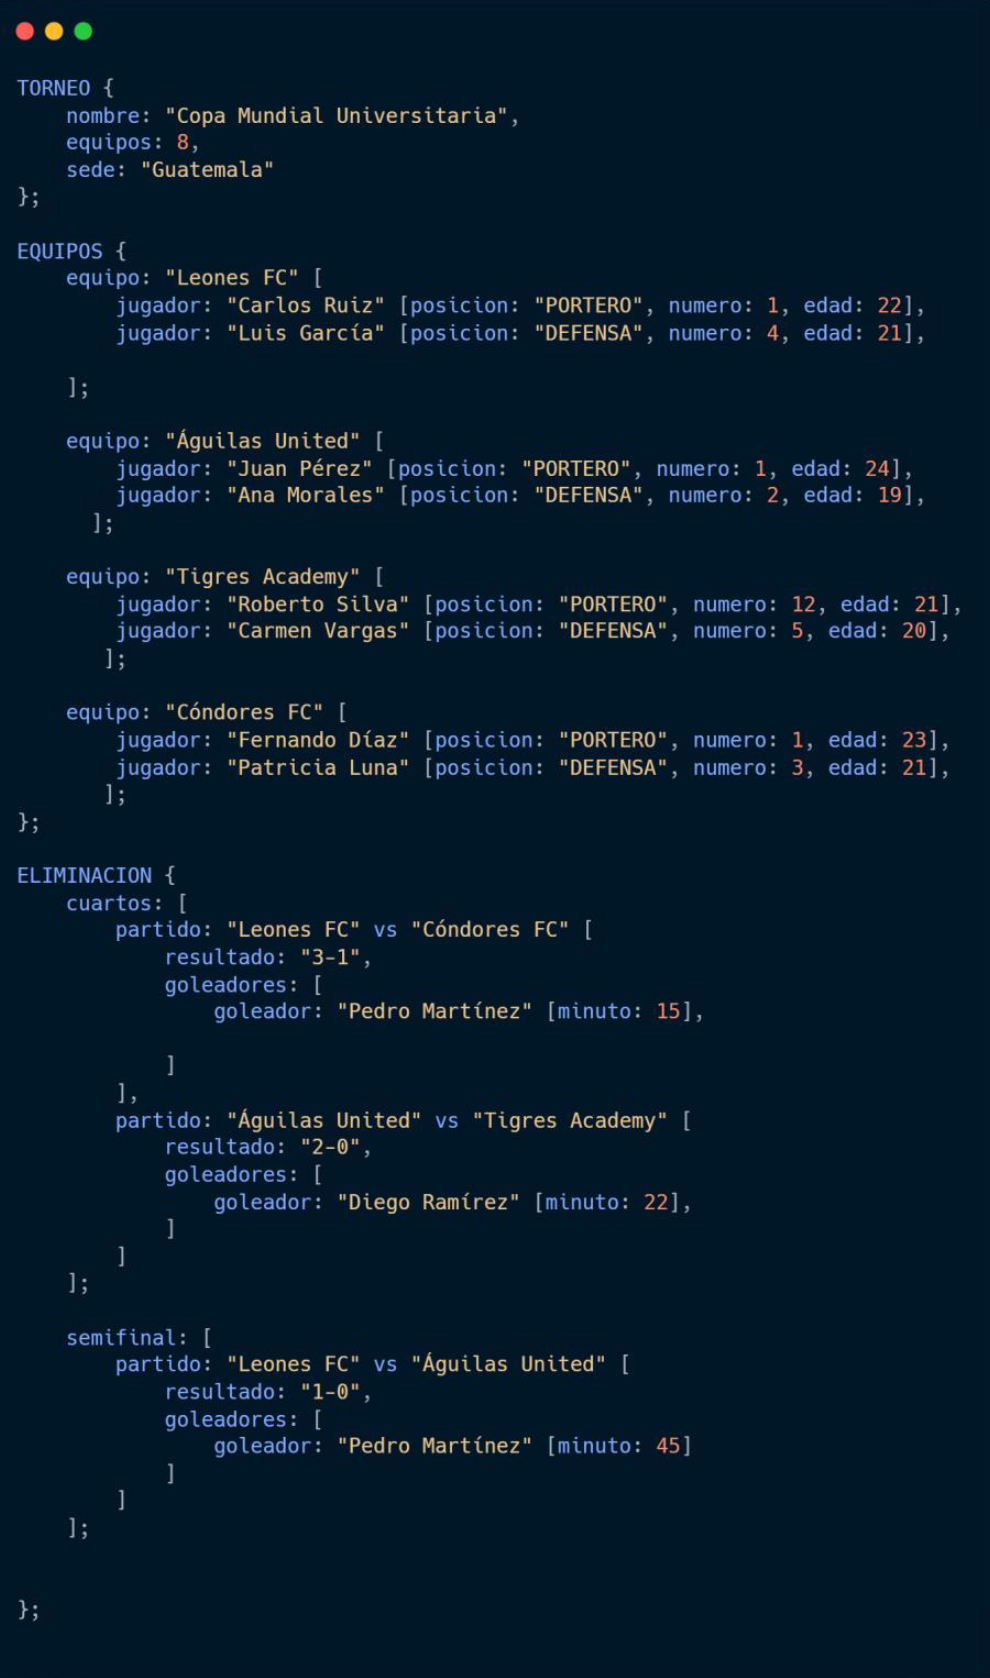 TORNEO {
    nombre: "Copa Mundial Universitaria",
    equipos: 8,
    sede: "Guatemala"
};

EQUIPOS {
    equipo: "Leones FC" [
        jugador: "Carlos Ruiz" [posicion: "PORTERO", numero: 1, edad: 22],
        jugador: "Luis García" [posicion: "DEFENSA", numero: 4, edad: 21],

    ];

    equipo: "Águilas United" [
        jugador: "Juan Pérez" [posicion: "PORTERO", numero: 1, edad: 24],
        jugador: "Ana Morales" [posicion: "DEFENSA", numero: 2, edad: 19],
      ];

    equipo: "Tigres Academy" [
        jugador: "Roberto Silva" [posicion: "PORTERO", numero: 12, edad: 21],
        jugador: "Carmen Vargas" [posicion: "DEFENSA", numero: 5, edad: 20],
       ];

    equipo: "Cóndores FC" [
        jugador: "Fernando Díaz" [posicion: "PORTERO", numero: 1, edad: 23],
        jugador: "Patricia Luna" [posicion: "DEFENSA", numero: 3, edad: 21],
       ];
};

ELIMINACION {
    cuartos: [
        partido: "Leones FC" vs "Cóndores FC" [
            resultado: "3-1",
            goleadores: [
                goleador: "Pedro Martínez" [minuto: 15],

            ]
        ],
        partido: "Águilas United" vs "Tigres Academy" [
            resultado: "2-0",
            goleadores: [
                goleador: "Diego Ramírez" [minuto: 22],
            ]
        ]
    ];

    semifinal: [
        partido: "Leones FC" vs "Águilas United" [
            resultado: "1-0",
            goleadores: [
                goleador: "Pedro Martínez" [minuto: 45]
            ]
        ]
    ];


};